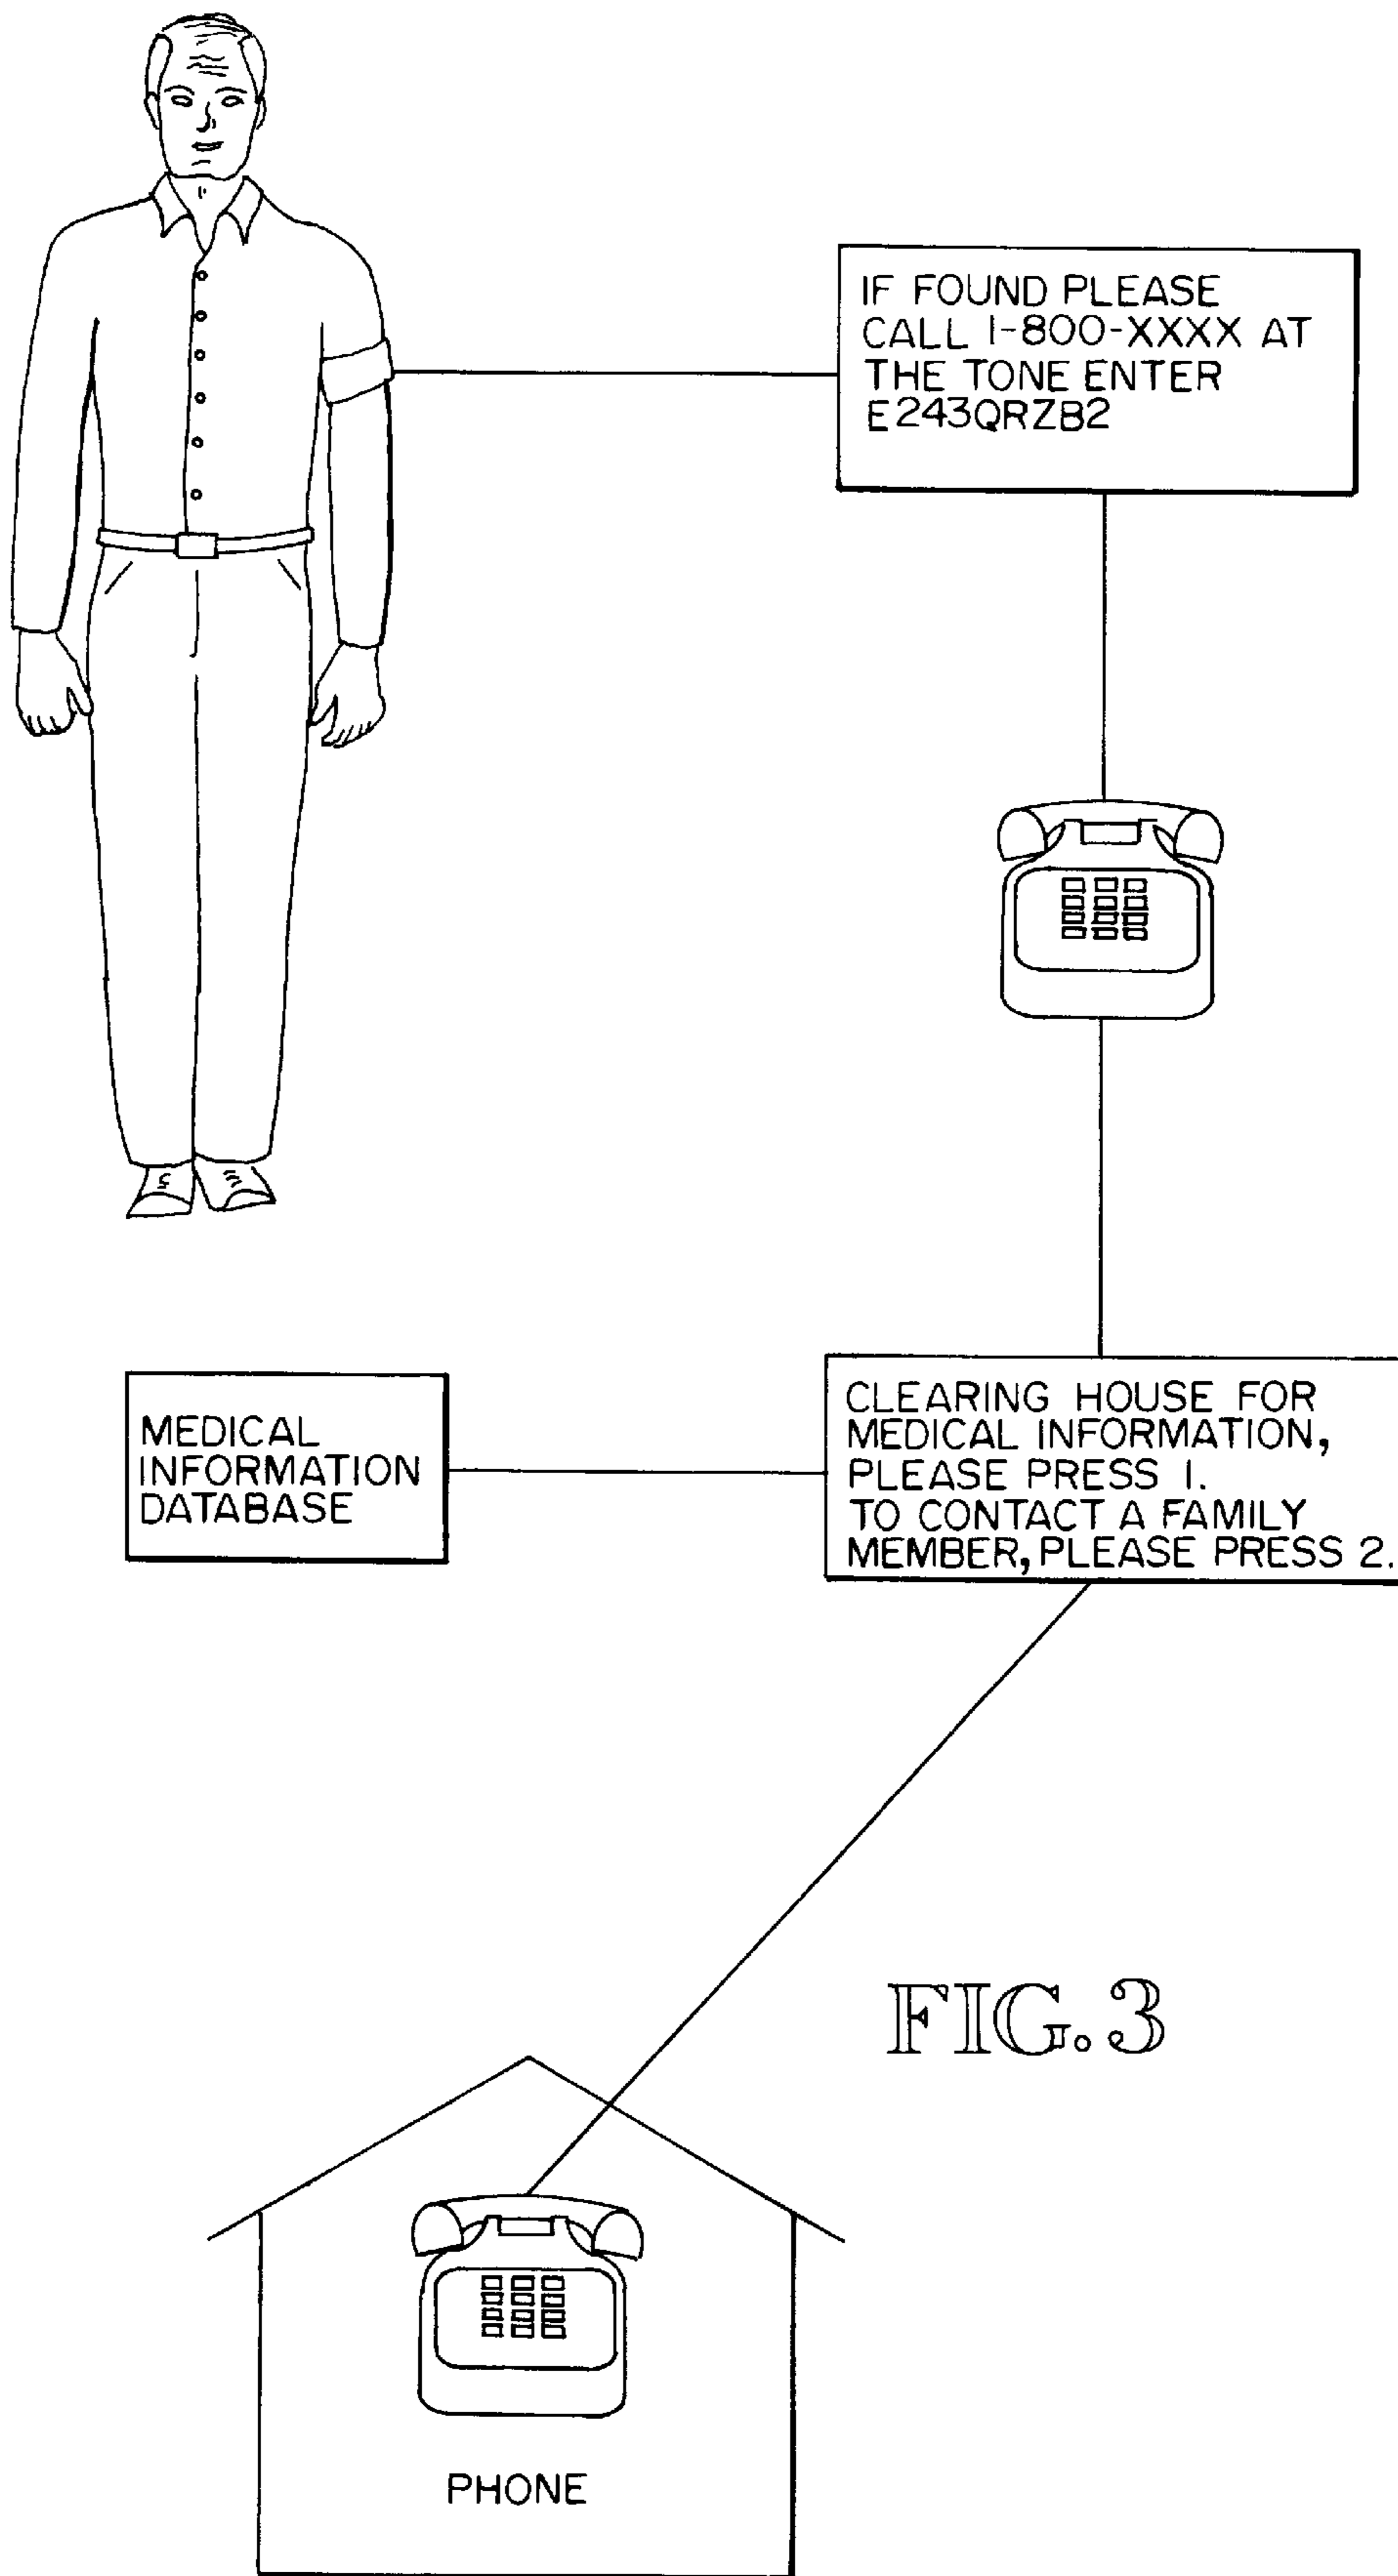 IF FOUND PLEASE
CALL 1-800-XXXX AT
THE TONE ENTER
E243QRZB2
MEDICAL
INFORMATION
DATABASE
CLEARING HOUSE FOR
MEDICAL INFORMATION,
PLEASE PRESS 1.
TO CONTACT A FAMILY
MEMBER, PLEASE PRESS 2.
FIG. 3
PHONE